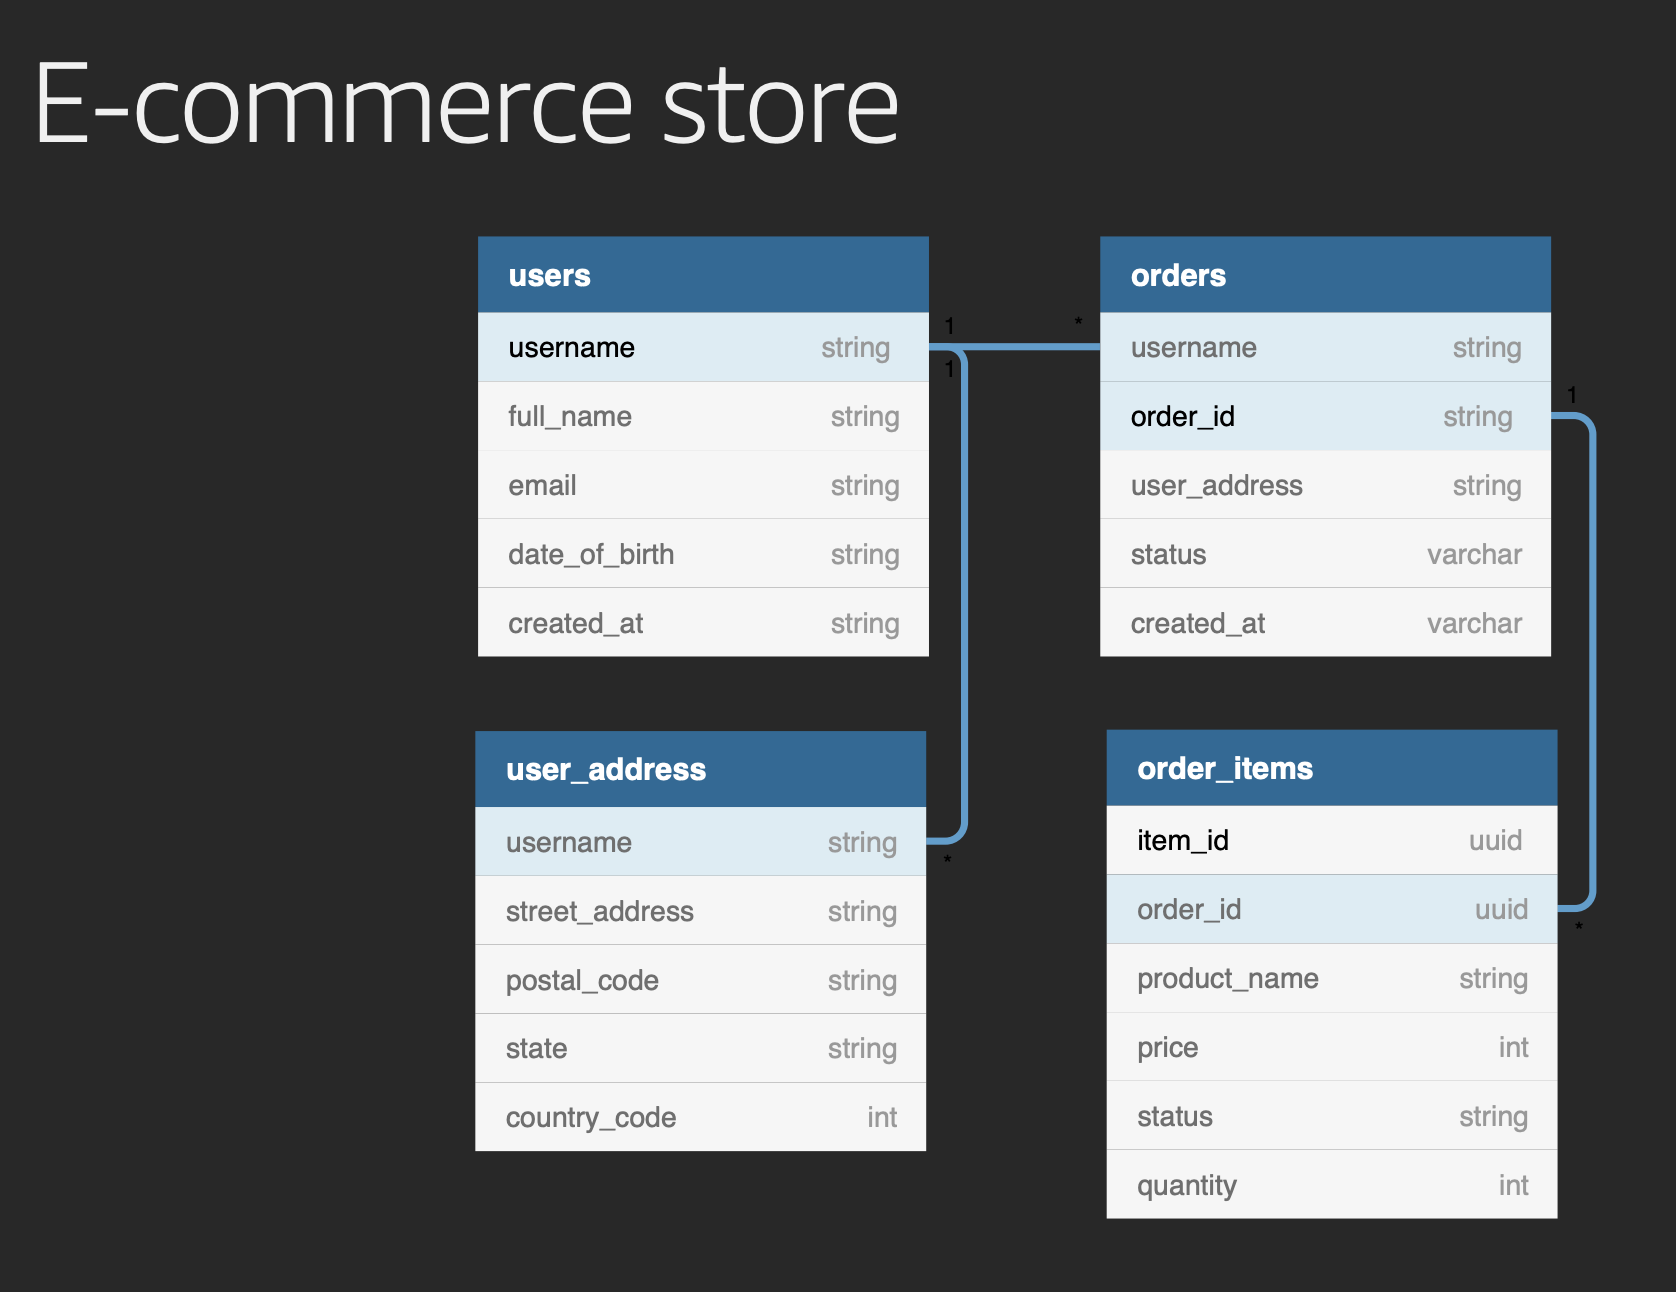 E-commerce store
users
username string
full_name string
email string
date_of_birth string
created_at string
1 *
1
orders
username string
order_id string
user_address string
status varchar
created_at varchar
1
user_address
username string
street_address string
postal_code string
state string
country_code int
*
order_items
item_id uuid
order_id uuid
product_name string
price int
status string
quantity int
*